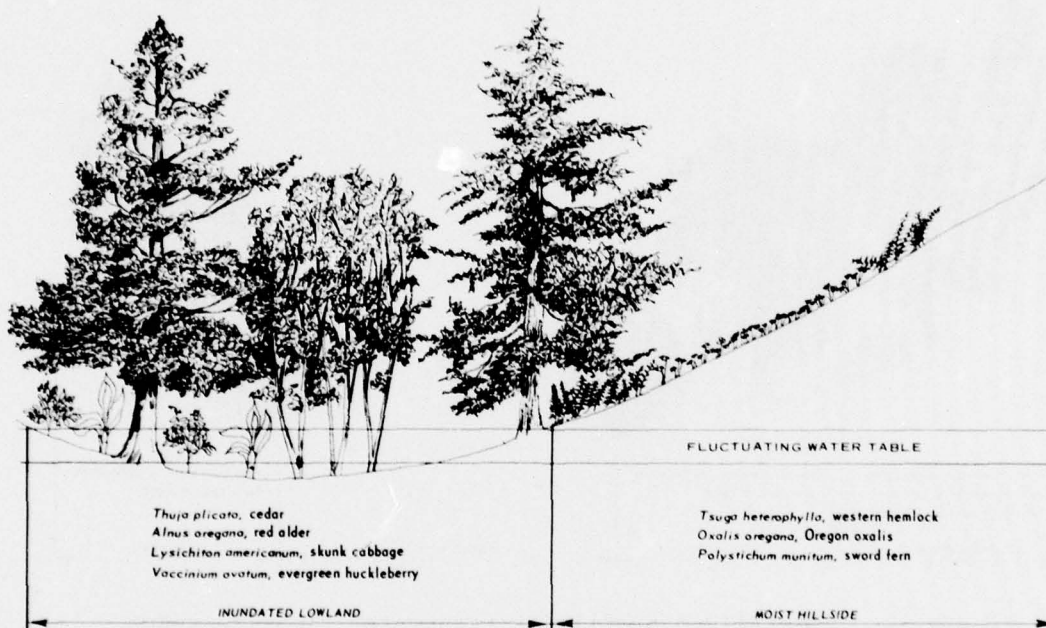 FLUCTUATING WATER TABLE
Thuja plicata, cedar
Alnus oregona, red alder
Lysichiton americanum, skunk cabbage
Vaccinium ovatum, evergreen huckleberry
Tsuga heterophylla, western hemlock
Oxalis oregana, Oregon oxalis
Polystichum munitum, sword fern
INUNDATED LOWLAND
MOIST HILLSIDE